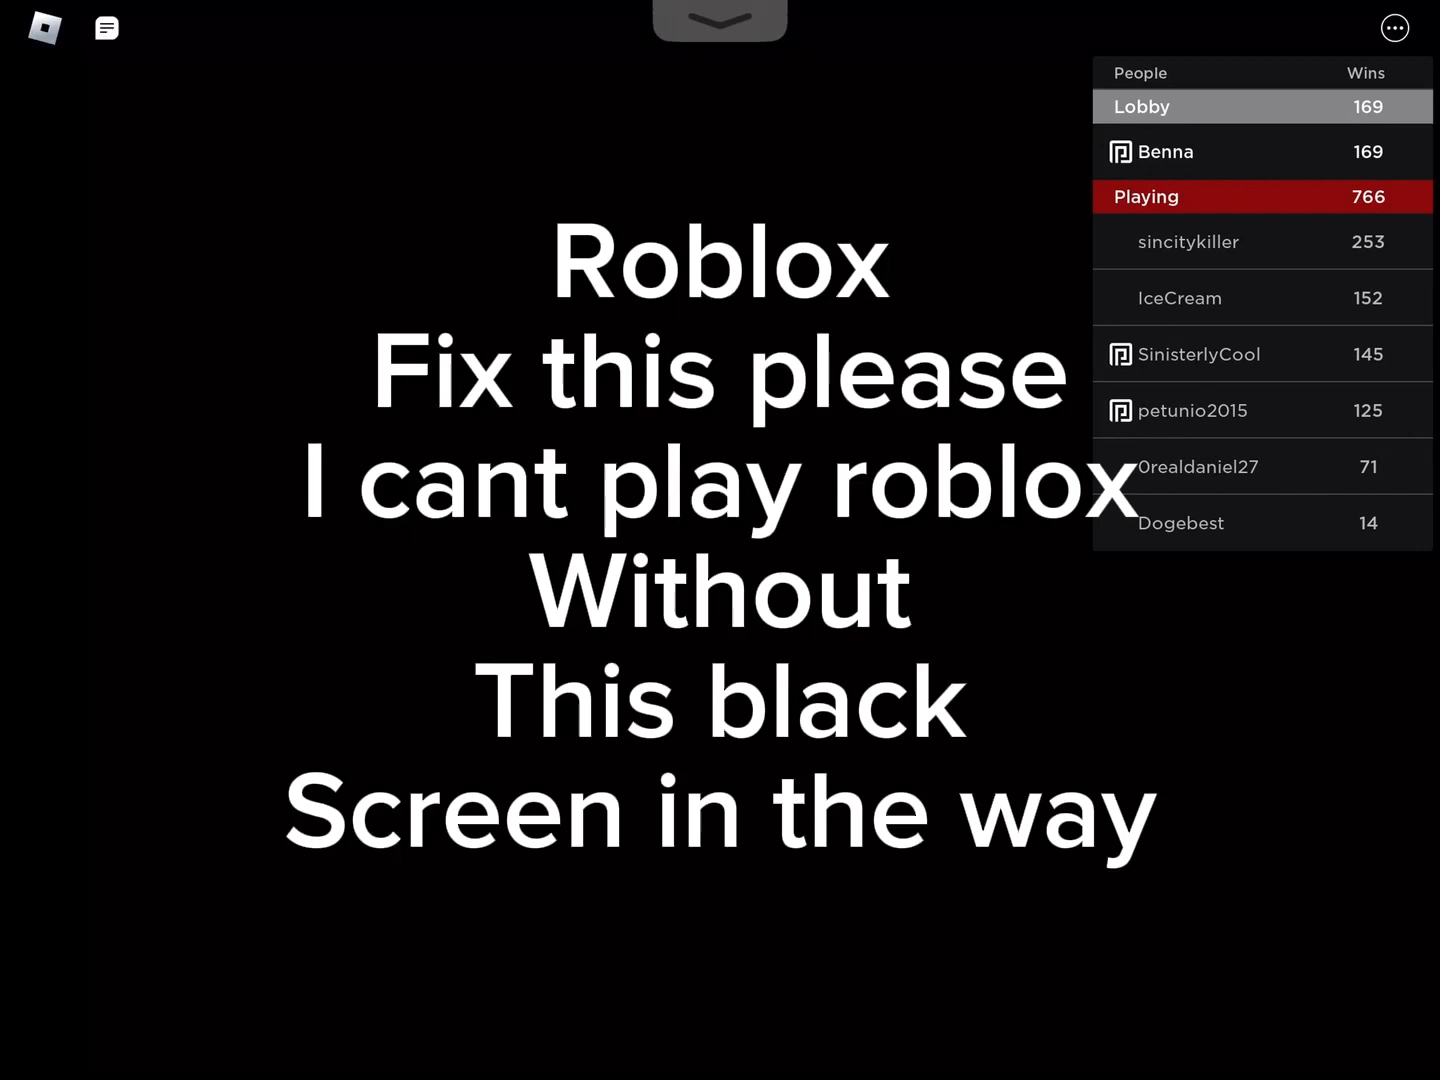 People Wins
Lobby 169
Benna 169
Playing 766
sincitykiller 253
IceCream 152
SinisterlyCool 145
petunio2015 125
0realdaniel27 71
Dogebest 14
Roblox
Fix this please
I cant play roblox
Without
This black
Screen in the way